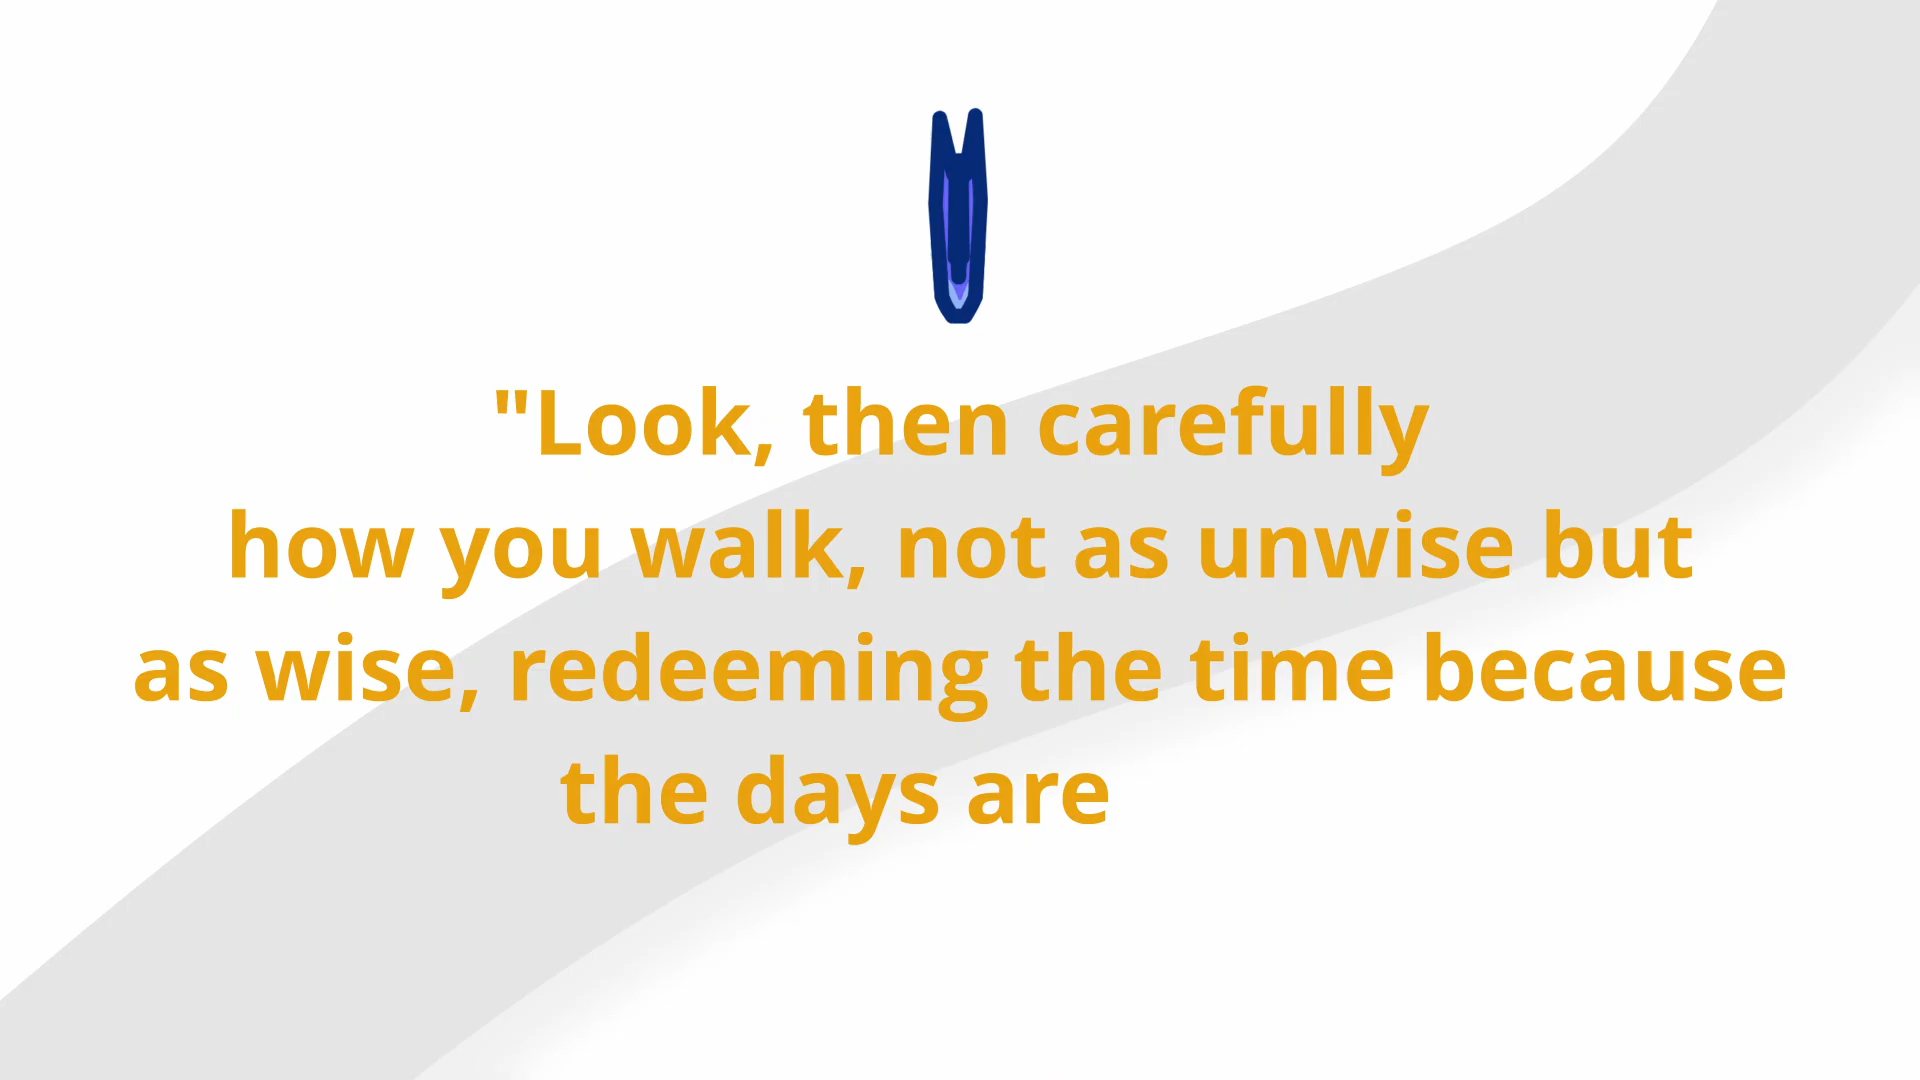 "Look, then carefully
how you walk, not as unwise but
as wise, redeeming the time because
the days are